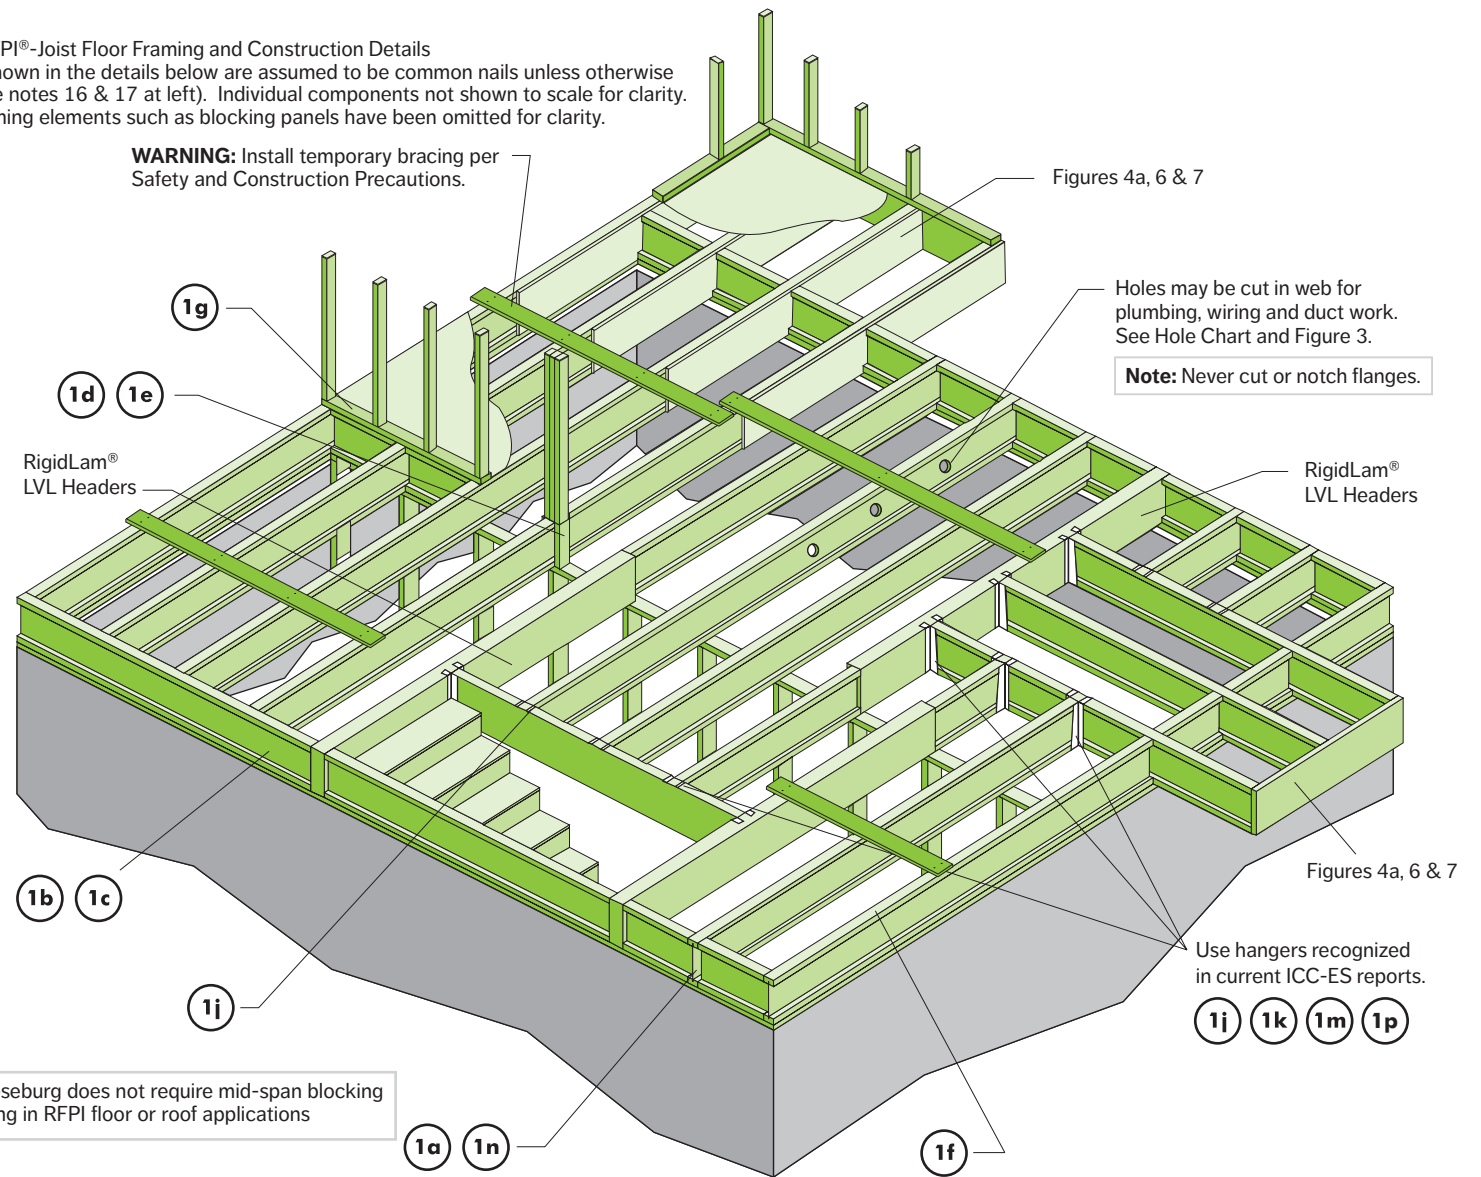 PI®-Joist Floor Framing and Construction Details
hown in the details below are assumed to be common nails unless otherwise
e notes 16 & 17 at left). Individual components not shown to scale for clarity.
ming elements such as blocking panels have been omitted for clarity.
WARNING: Install temporary bracing per
Safety and Construction Precautions.
Figures 4a, 6 & 7
1g
Holes may be cut in web for
plumbing, wiring and duct work.
See Hole Chart and Figure 3.
Note: Never cut or notch flanges.
1d 1e
RigidLam®
LVL Headers
RigidLam®
LVL Headers
1b 1c
Figures 4a, 6 & 7
1j
Use hangers recognized
in current ICC-ES reports.
1j 1k 1m 1p
seburg does not require mid-span blocking
ng in RFPI floor or roof applications
1a 1n
1f